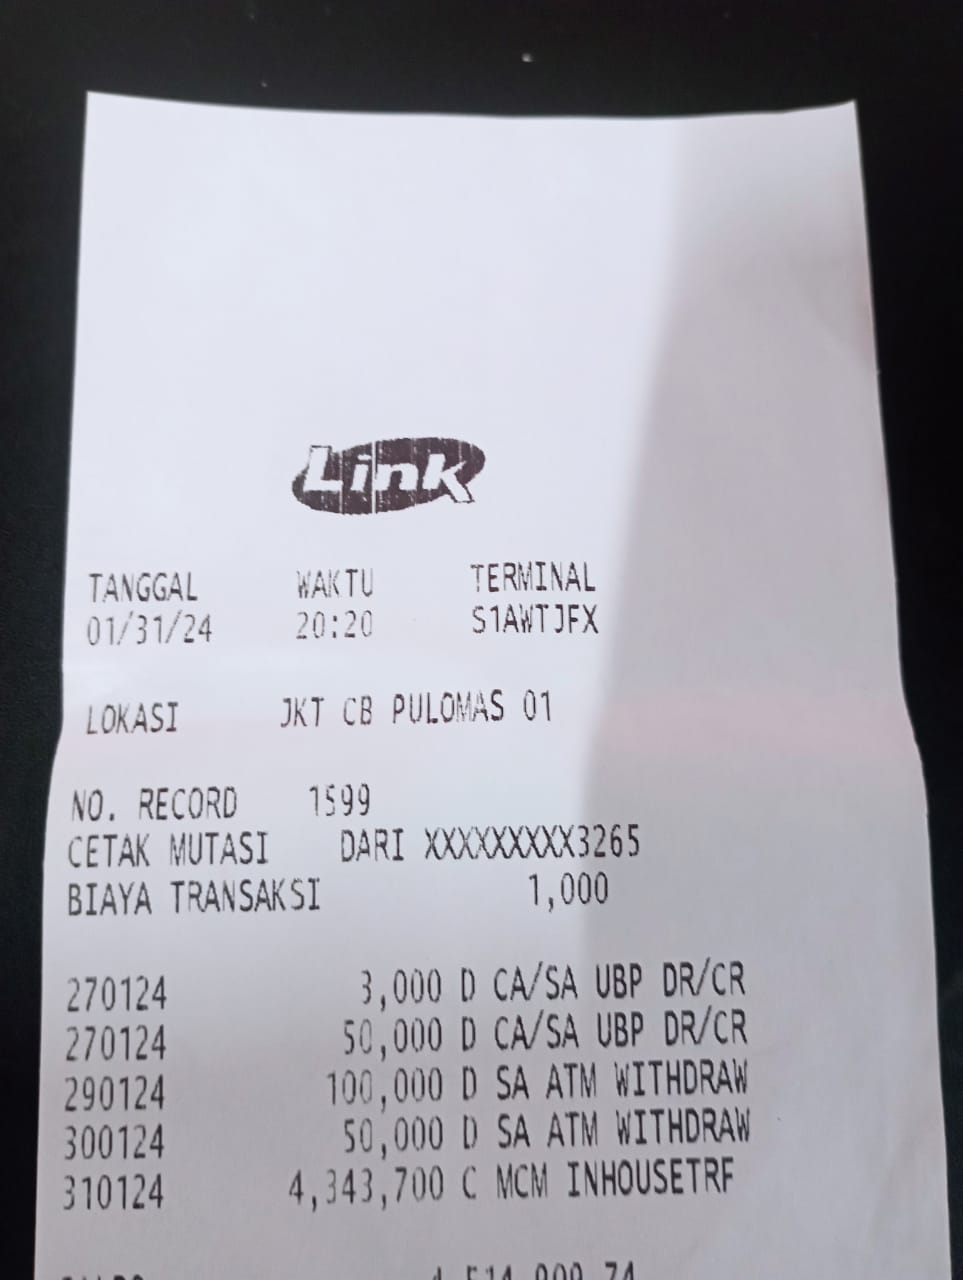 Link
TANGGAL WAKTU TERMINAL
01/31/24 20:20 S1AWTJFX
LOKASI JKT CB PULOMAS 01
NO. RECORD 1599
CETAK MUTASI DARI XXXXXXXXX3265
BIAYA TRANSAKSI 1,000
270124 3,000 D CA/SA UBP DR/CR
270124 50,000 D CA/SA UBP DR/CR
290124 100,000 D SA ATM WITHDRAW
300124 50,000 D SA ATM WITHDRAW
310124 4,343,700 C MCM INHOUSETRF